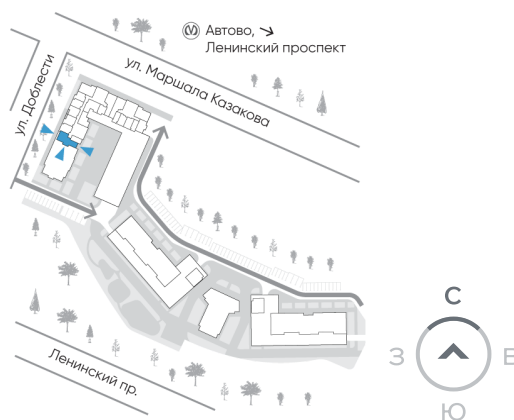 Автово, ↘
Ленинский проспект
ул. Маршала Казакова
ул. Доблести
Ленинский пр.
С
З
В
Ю